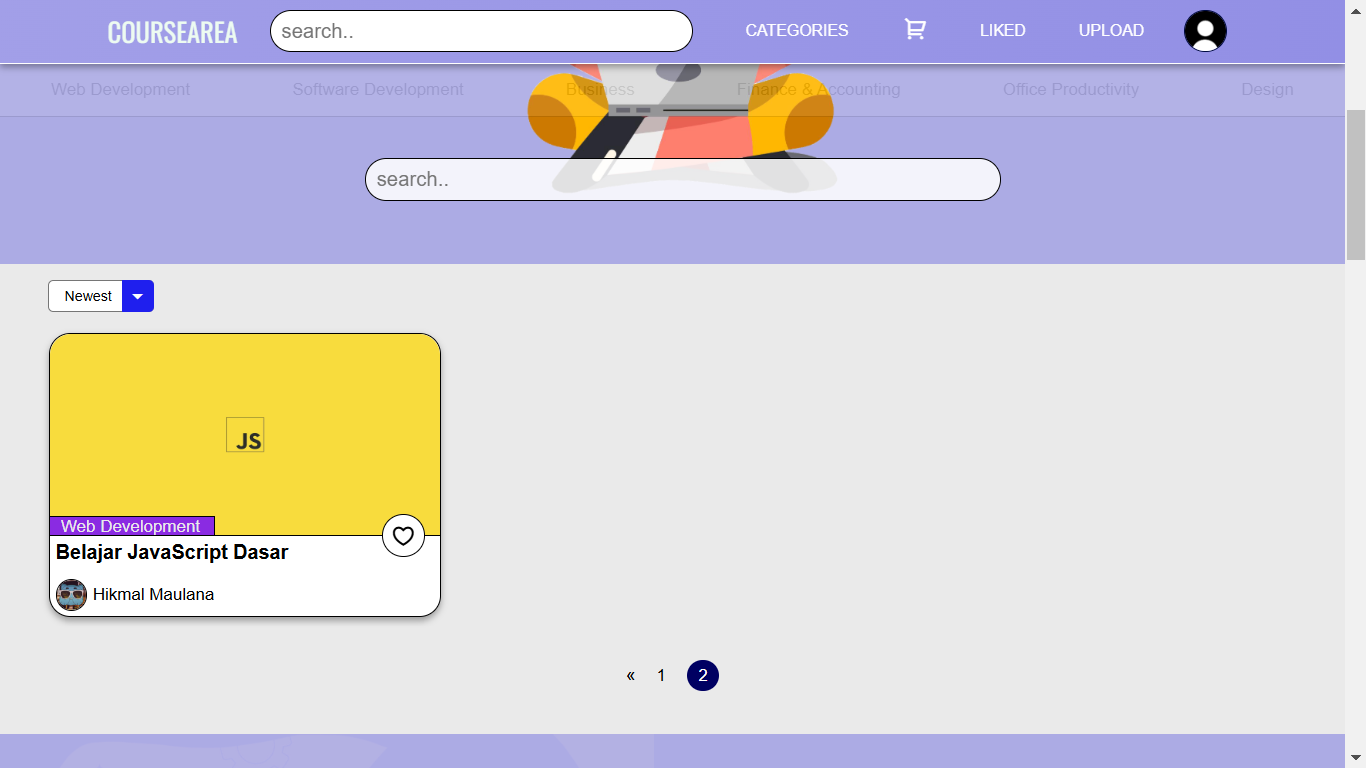 COURSEAREA search.. CATEGORIES LIKED UPLOAD
Web Development Software Development Business Finance & Accounting Office Productivity Design
search..
Newest
JS
Web Development
Belajar JavaScript Dasar
Hikmal Maulana
« 1 2